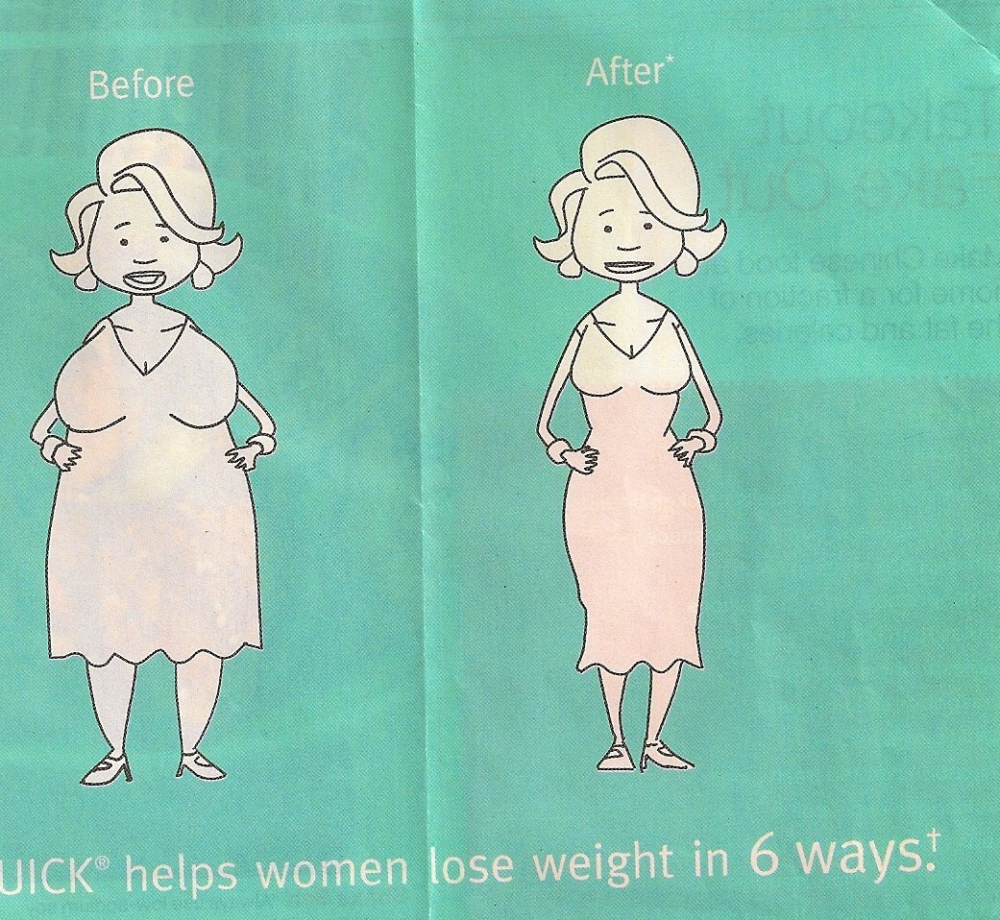 Before
After*
UICK® helps women lose weight in 6 ways.†